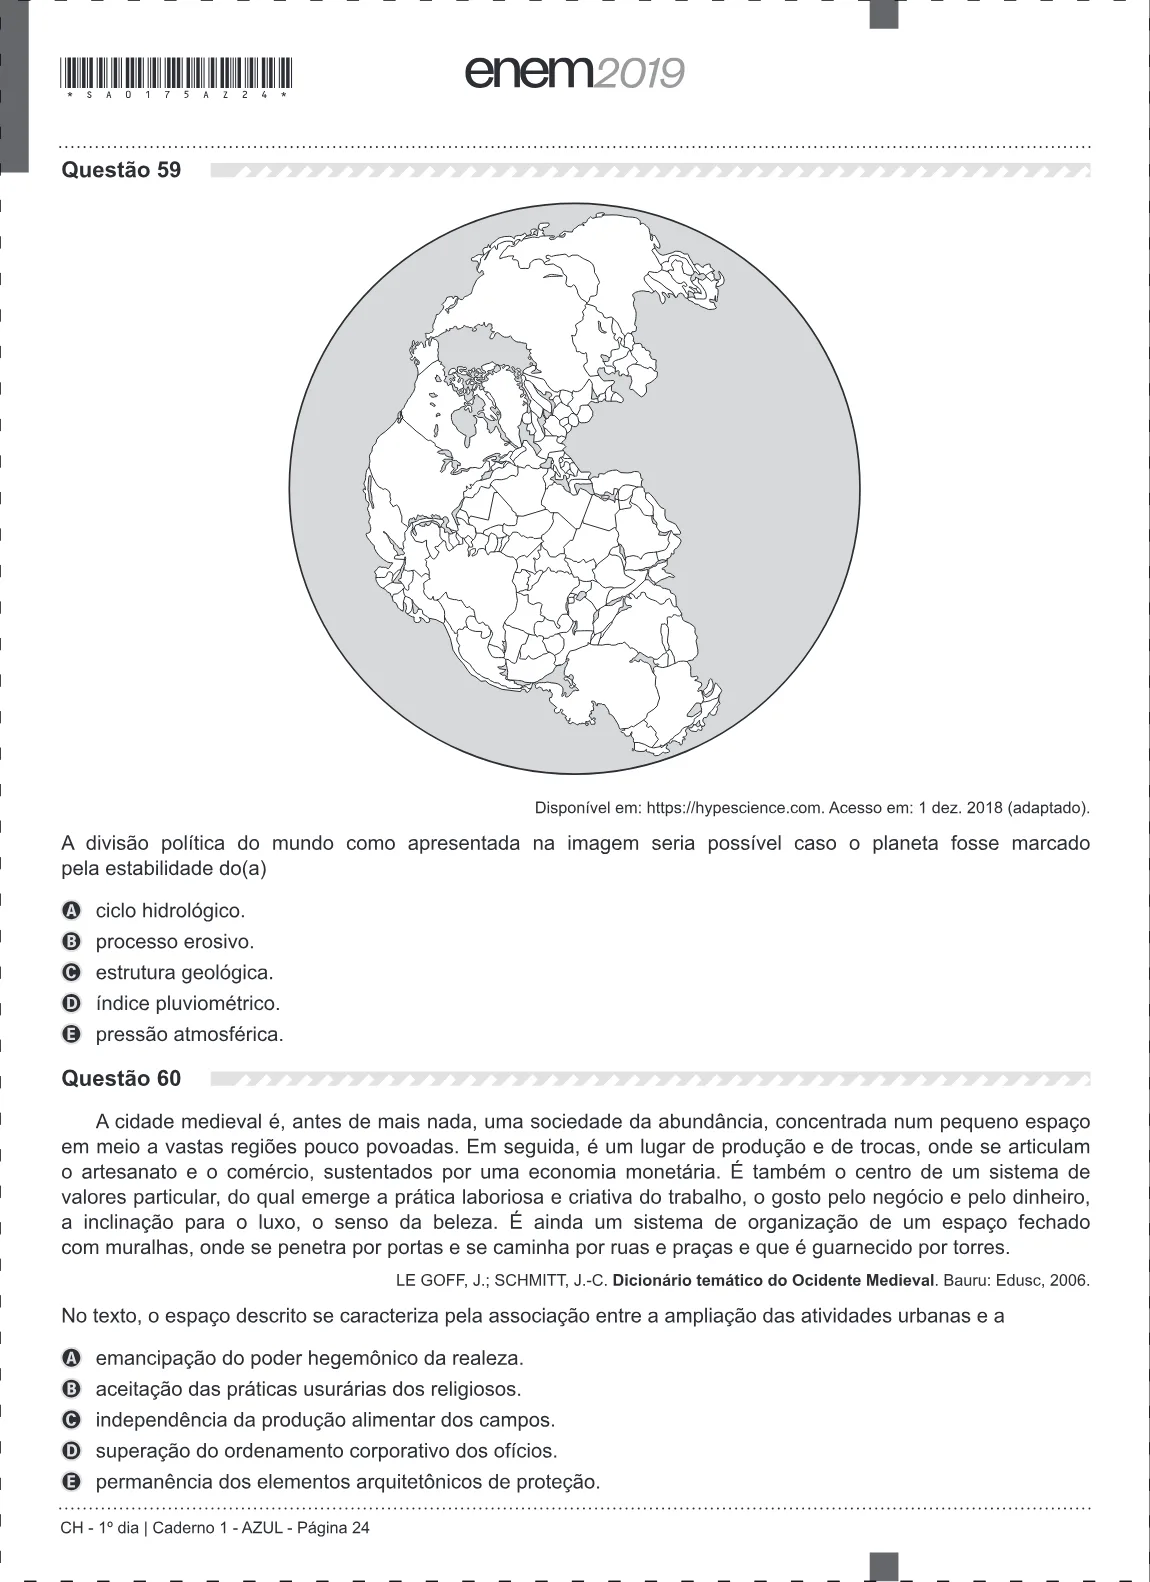 * S A 0 1 7 5 A Z 2 4 *
enem2019
Questão 59
Disponível em: https://hypescience.com. Acesso em: 1 dez. 2018 (adaptado).
A divisão política do mundo como apresentada na imagem seria possível caso o planeta fosse marcado
pela estabilidade do(a)
A ciclo hidrológico.
B processo erosivo.
C estrutura geológica.
D índice pluviométrico.
E pressão atmosférica.
Questão 60
A cidade medieval é, antes de mais nada, uma sociedade da abundância, concentrada num pequeno espaço
em meio a vastas regiões pouco povoadas. Em seguida, é um lugar de produção e de trocas, onde se articulam
o artesanato e o comércio, sustentados por uma economia monetária. É também o centro de um sistema de
valores particular, do qual emerge a prática laboriosa e criativa do trabalho, o gosto pelo negócio e pelo dinheiro,
a inclinação para o luxo, o senso da beleza. É ainda um sistema de organização de um espaço fechado
com muralhas, onde se penetra por portas e se caminha por ruas e praças e que é guarnecido por torres.
LE GOFF, J.; SCHMITT, J.-C. Dicionário temático do Ocidente Medieval. Bauru: Edusc, 2006.
No texto, o espaço descrito se caracteriza pela associação entre a ampliação das atividades urbanas e a
A emancipação do poder hegemônico da realeza.
B aceitação das práticas usurárias dos religiosos.
C independência da produção alimentar dos campos.
D superação do ordenamento corporativo dos ofícios.
E permanência dos elementos arquitetônicos de proteção.
CH - 1º dia | Caderno 1 - AZUL - Página 24